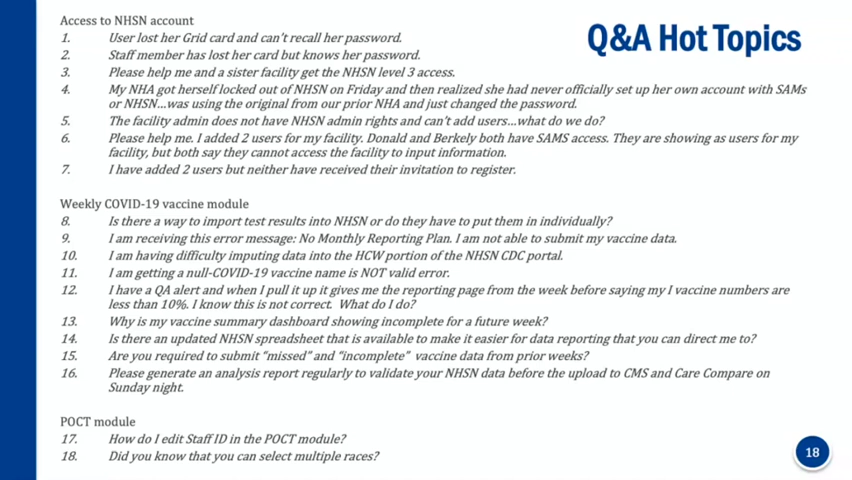 Q&A Hot Topics
Access to NHSN account
1. User lost her Grid card and can't recall her password.
2. Staff member has lost her card but knows her password.
3. Please help me and a sister facility get the NHSN level 3 access.
4. My NHA got herself locked out of NHSN on Friday and then realized she had never officially set up her own account with SAMs
or NHSN…was using the original from our prior NHA and just changed the password.
5. The facility admin does not have NHSN admin rights and can't add users…what do we do?
6. Please help me. I added 2 users for my facility. Donald and Berkely both have SAMS access. They are showing as users for my
facility, but both say they cannot access the facility to input information.
7. I have added 2 users but neither have received their invitation to register.
Weekly COVID-19 vaccine module
8. Is there a way to import test results into NHSN or do they have to put them in individually?
9. I am receiving this error message: No Monthly Reporting Plan. I am not able to submit my vaccine data.
10. I am having difficulty imputing data into the HCW portion of the NHSN CDC portal.
11. I am getting a null-COVID-19 vaccine name is NOT valid error.
12. I have a QA alert and when I pull it up it gives me the reporting page from the week before saying my I vaccine numbers are
less than 10%. I know this is not correct. What do I do?
13. Why is my vaccine summary dashboard showing incomplete for a future week?
14. Is there an updated NHSN spreadsheet that is available to make it easier for data reporting that you can direct me to?
15. Are you required to submit "missed" and "incomplete" vaccine data from prior weeks?
16. Please generate an analysis report regularly to validate your NHSN data before the upload to CMS and Care Compare on
Sunday night.
POCT module
17. How do I edit Staff ID in the POCT module?
18. Did you know that you can select multiple races?
18